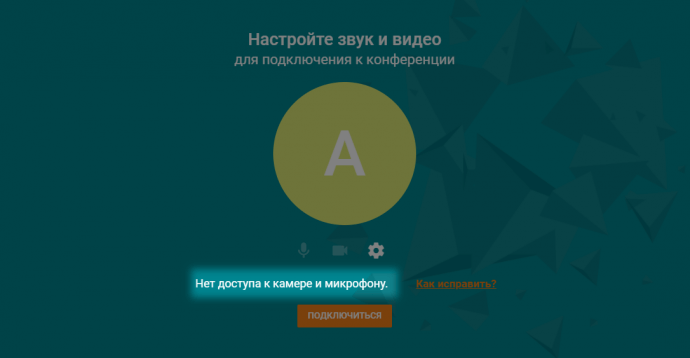 Настройте звук и видео
для подключения к конференции
А
Нет доступа к камере и микрофону. Как исправить?
ПОДКЛЮЧИТЬСЯ